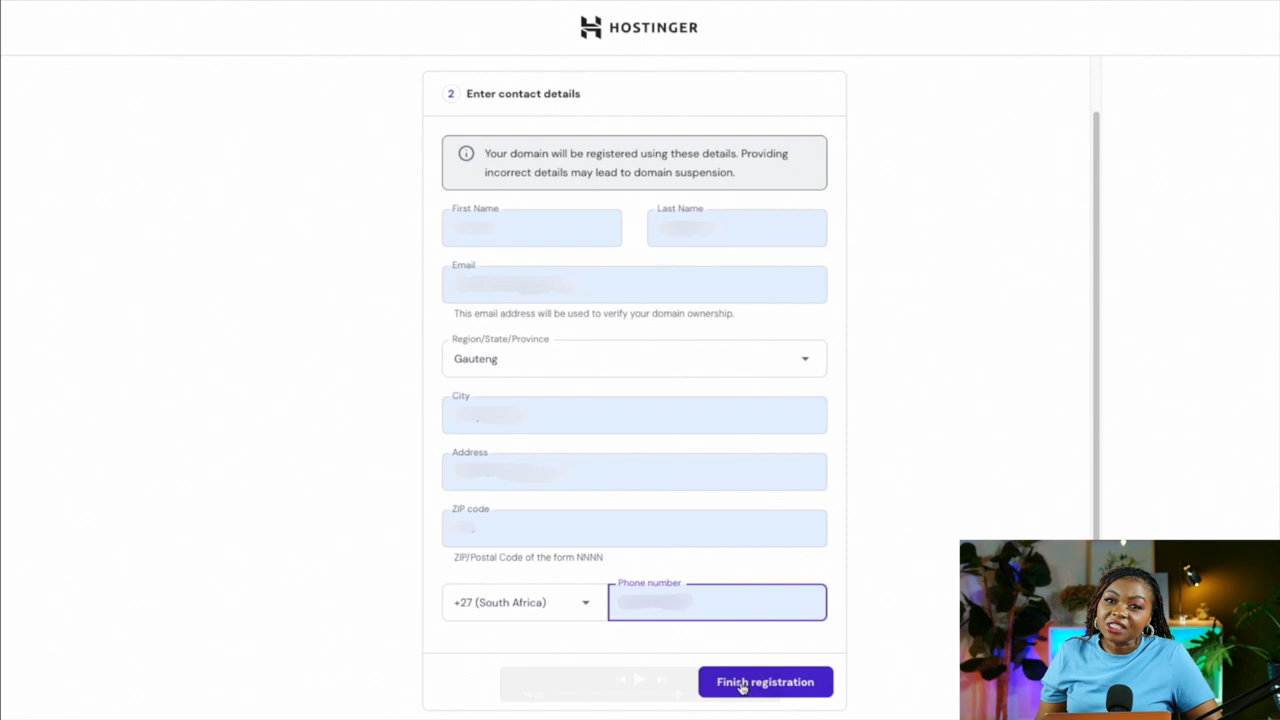 HOSTINGER
2 Enter contact details
Your domain will be registered using these details. Providing
incorrect details may lead to domain suspension.
First Name
Last Name
Email
This email address will be used to verify your domain ownership.
Region/State/Province
Gauteng
City
Address
ZIP code
ZIP/Postal Code of the form NNNN
+27 (South Africa)
Phone number
Finish registration